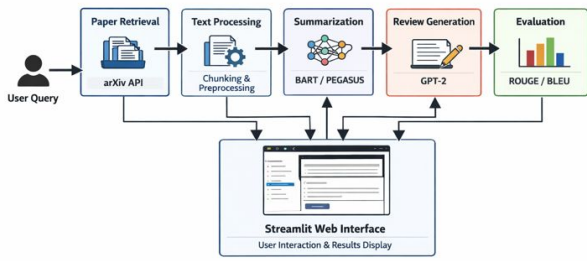 Paper Retrieval
arXiv API
Text Processing
Chunking &
Preprocessing
Summarization
BART / PEGASUS
Review Generation
GPT-2
Evaluation
ROUGE / BLEU
User Query
Streamlit Web Interface
User Interaction & Results Display